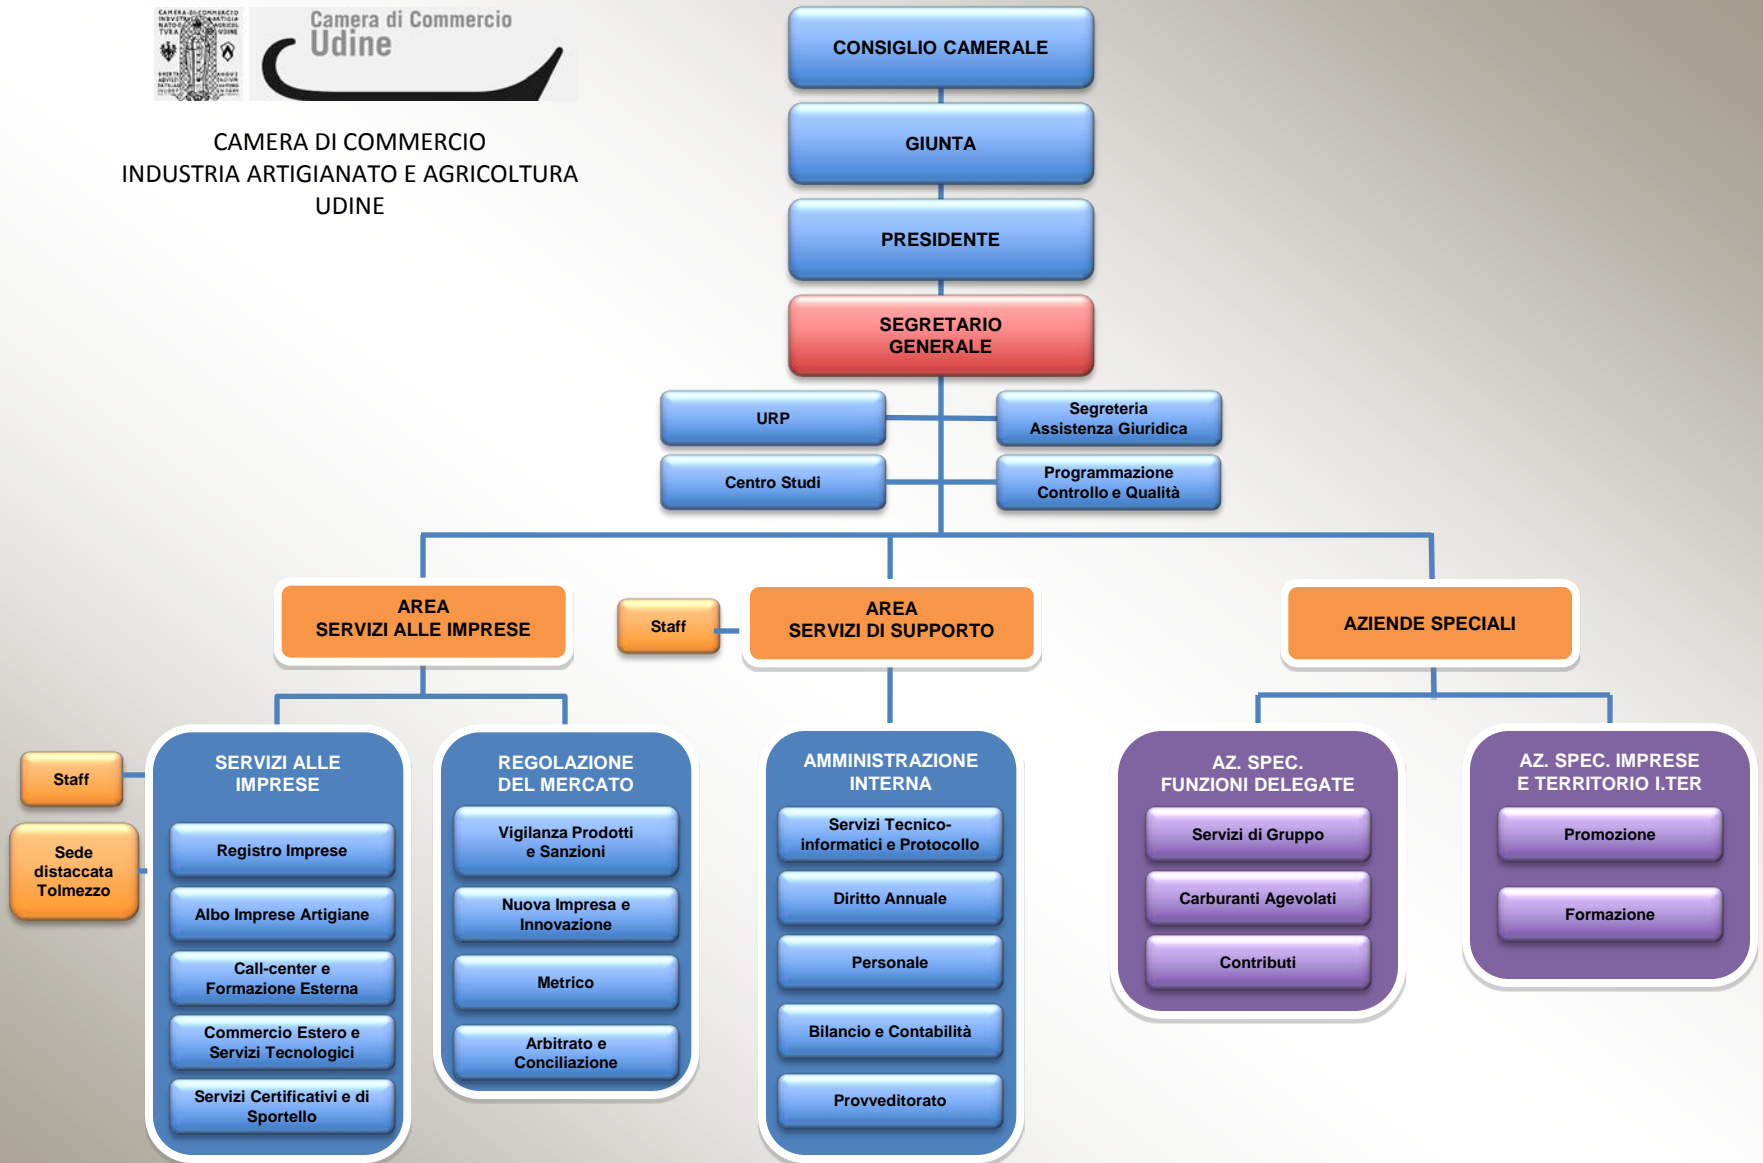 Camera di Commercio
Udine
CAMERA DI COMMERCIO
INDUSTRIA ARTIGIANATO E AGRICOLTURA
UDINE
CONSIGLIO CAMERALE
GIUNTA
PRESIDENTE
SEGRETARIO
GENERALE
URP
Segreteria
Assistenza Giuridica
Centro Studi
Programmazione
Controllo e Qualità
AREA
SERVIZI ALLE IMPRESE
Staff
AREA
SERVIZI DI SUPPORTO
AZIENDE SPECIALI
Staff
Sede
distaccata
Tolmezzo
SERVIZI ALLE
IMPRESE
Registro Imprese
Albo Imprese Artigiane
Call-center e
Formazione Esterna
Commercio Estero e
Servizi Tecnologici
Servizi Certificativi e di
Sportello
REGOLAZIONE
DEL MERCATO
Vigilanza Prodotti
e Sanzioni
Nuova Impresa e
Innovazione
Metrico
Arbitrato e
Conciliazione
AMMINISTRAZIONE
INTERNA
Servizi Tecnico-
informatici e Protocollo
Diritto Annuale
Personale
Bilancio e Contabilità
Provveditorato
AZ. SPEC.
FUNZIONI DELEGATE
Servizi di Gruppo
Carburanti Agevolati
Contributi
AZ. SPEC. IMPRESE
E TERRITORIO I.TER
Promozione
Formazione